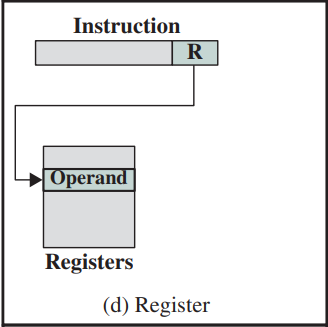 Instruction
R
Operand
Registers
(d) Register